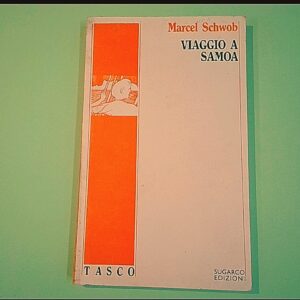 Marcel Schwob
VIAGGIO A
SAMOA
TASCO
SUGARCO
EDIZIONI